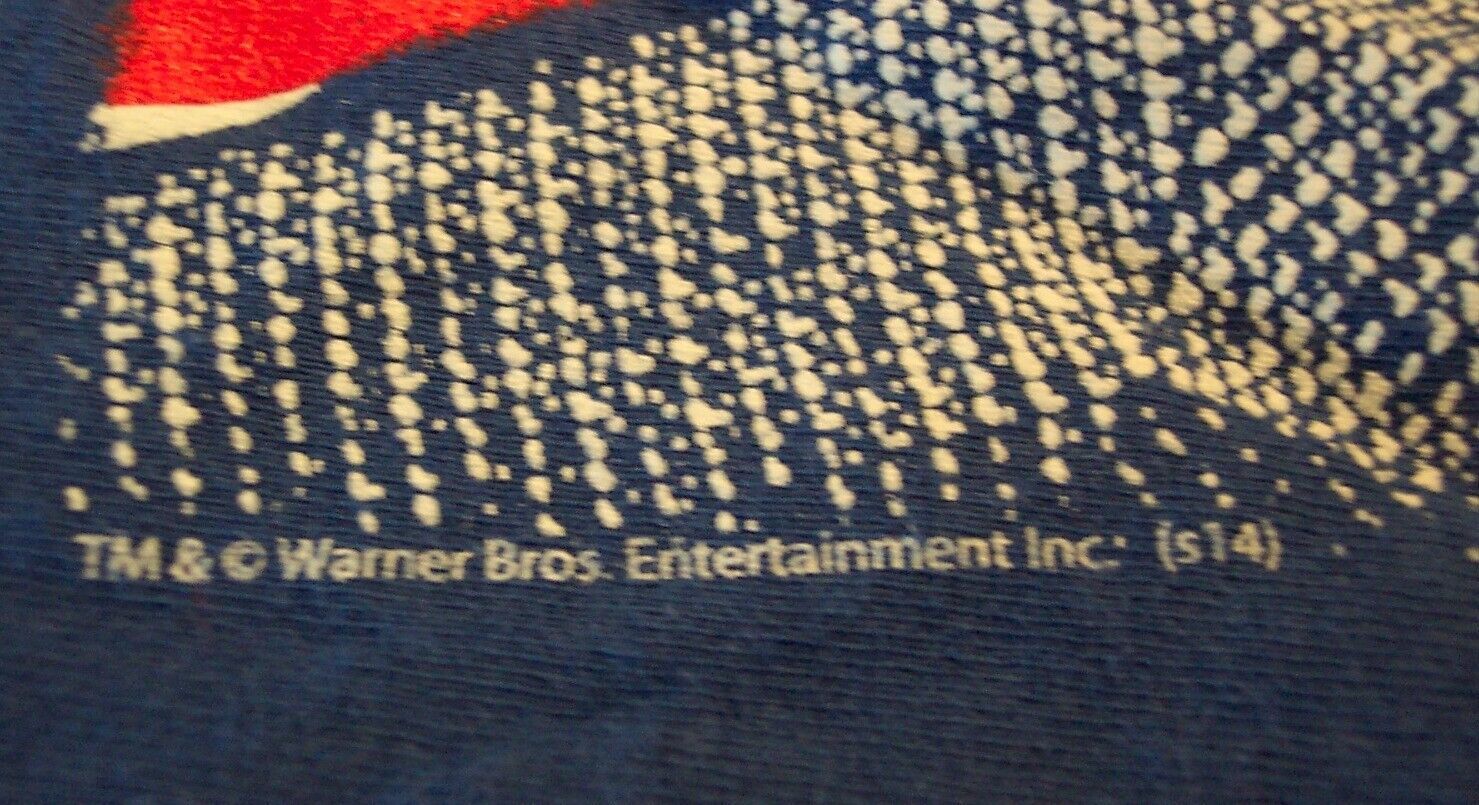 TM & © Warner Bros. Entertainment Inc. (s14)